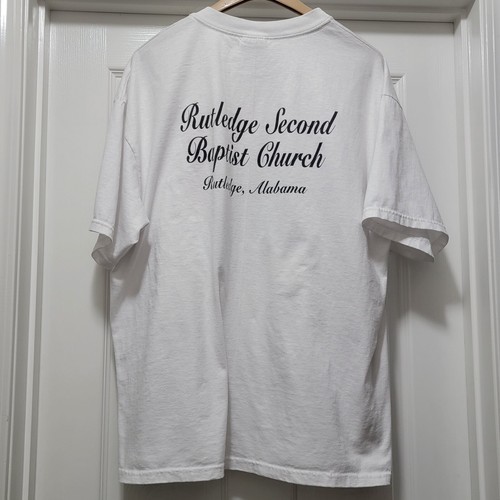 Rutledge Second
Baptist Church
Rutledge, Alabama